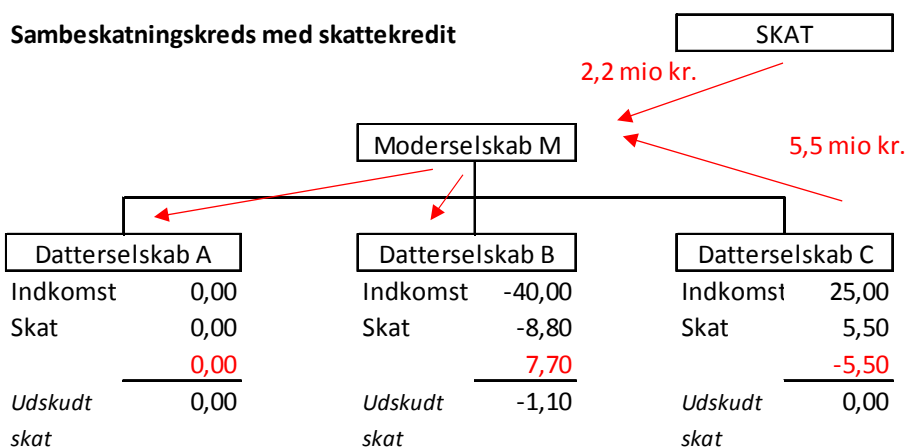 Sambeskatningskreds med skattekredit
SKAT
2,2 mio kr.
Moderselskab M
5,5 mio kr.
Datterselskab A
Datterselskab B
Datterselskab C
Indkomst 0,00
Indkomst -40,00
Indkomst 25,00
Skat 0,00
Skat -8,80
Skat 5,50
0,00
7,70
-5,50
Udskudt 0,00
Udskudt -1,10
Udskudt 0,00
skat
skat
skat